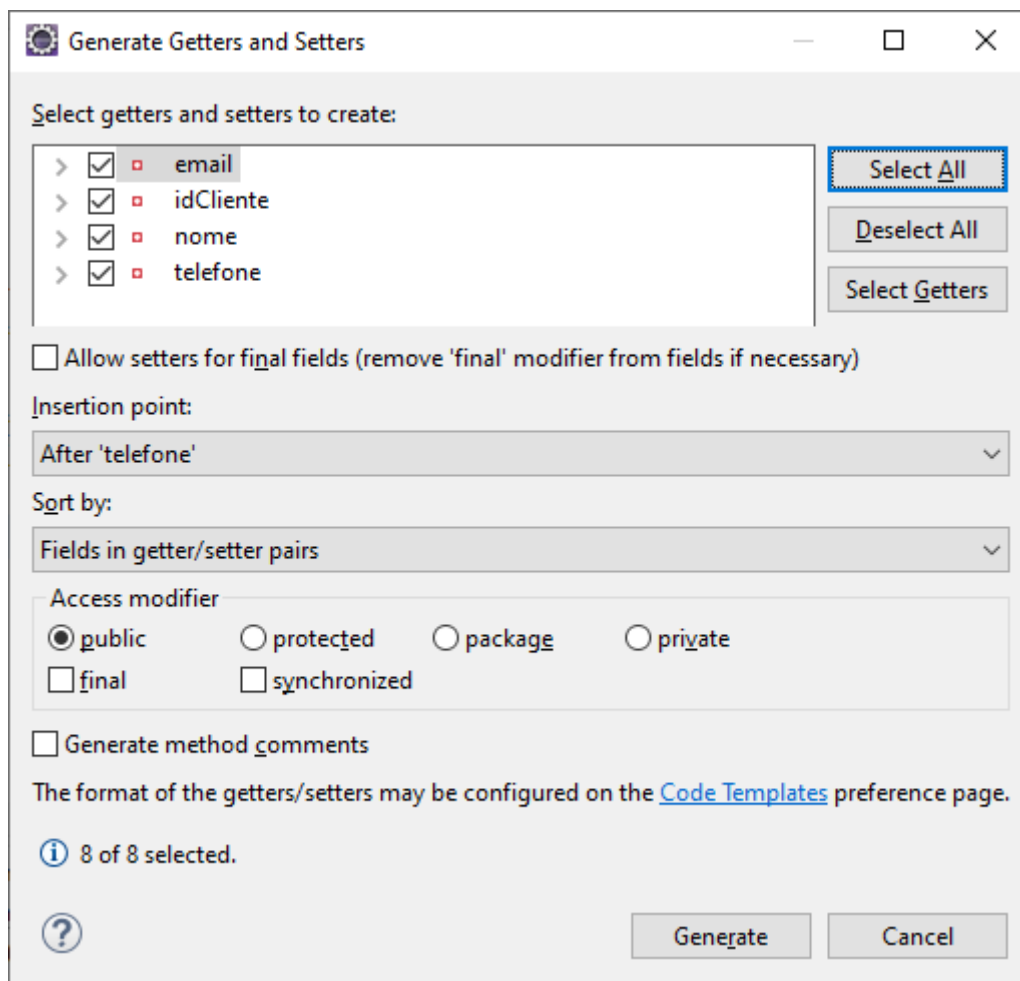 Generate Getters and Setters
Select getters and setters to create:
email
idCliente
nome
telefone
Select All
Deselect All
Select Getters
Allow setters for final fields (remove 'final' modifier from fields if necessary)
Insertion point:
After 'telefone'
Sort by:
Fields in getter/setter pairs
Access modifier
public protected package private
final synchronized
Generate method comments
The format of the getters/setters may be configured on the Code Templates preference page.
8 of 8 selected.
Generate Cancel